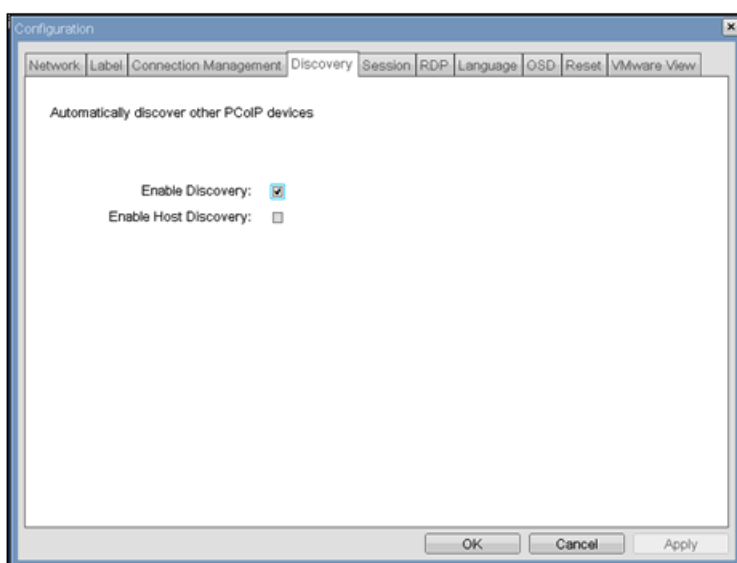 Configuration
Network Label Connection Management Discovery Session RDP Language OSD Reset VMware View
Automatically discover other PCoIP devices
Enable Discovery:
Enable Host Discovery:
OK Cancel Apply